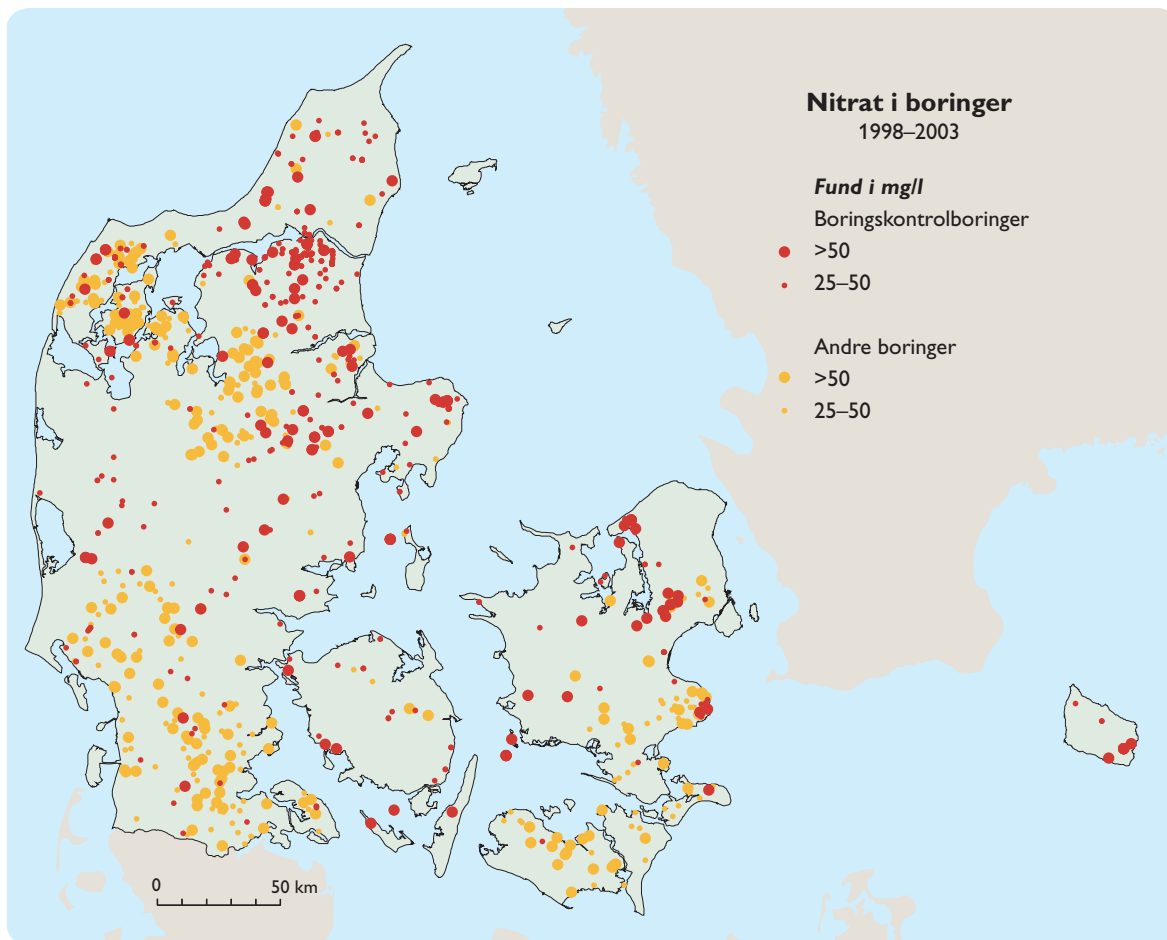 Nitrat i boringer
1998–2003
Fund i mg/l
Boringskontrolboringer
>50
25–50
Andre boringer
>50
25–50
0 50 km